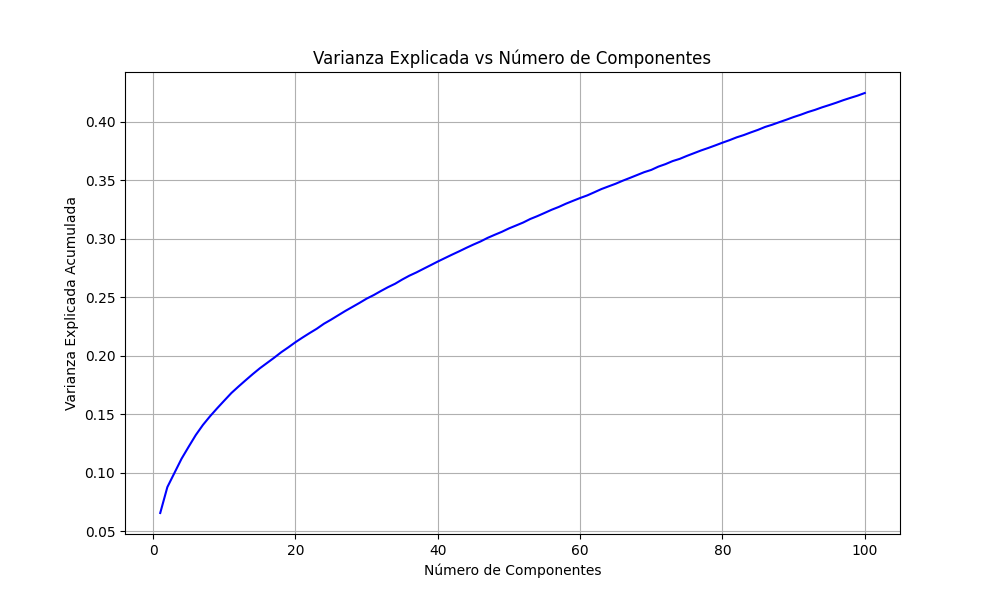 Varianza Explicada vs Número de Componentes
Varianza Explicada Acumulada
0.40
0.35
0.30
0.25
0.20
0.15
0.10
0.05
0 20 40 60 80 100
Número de Componentes